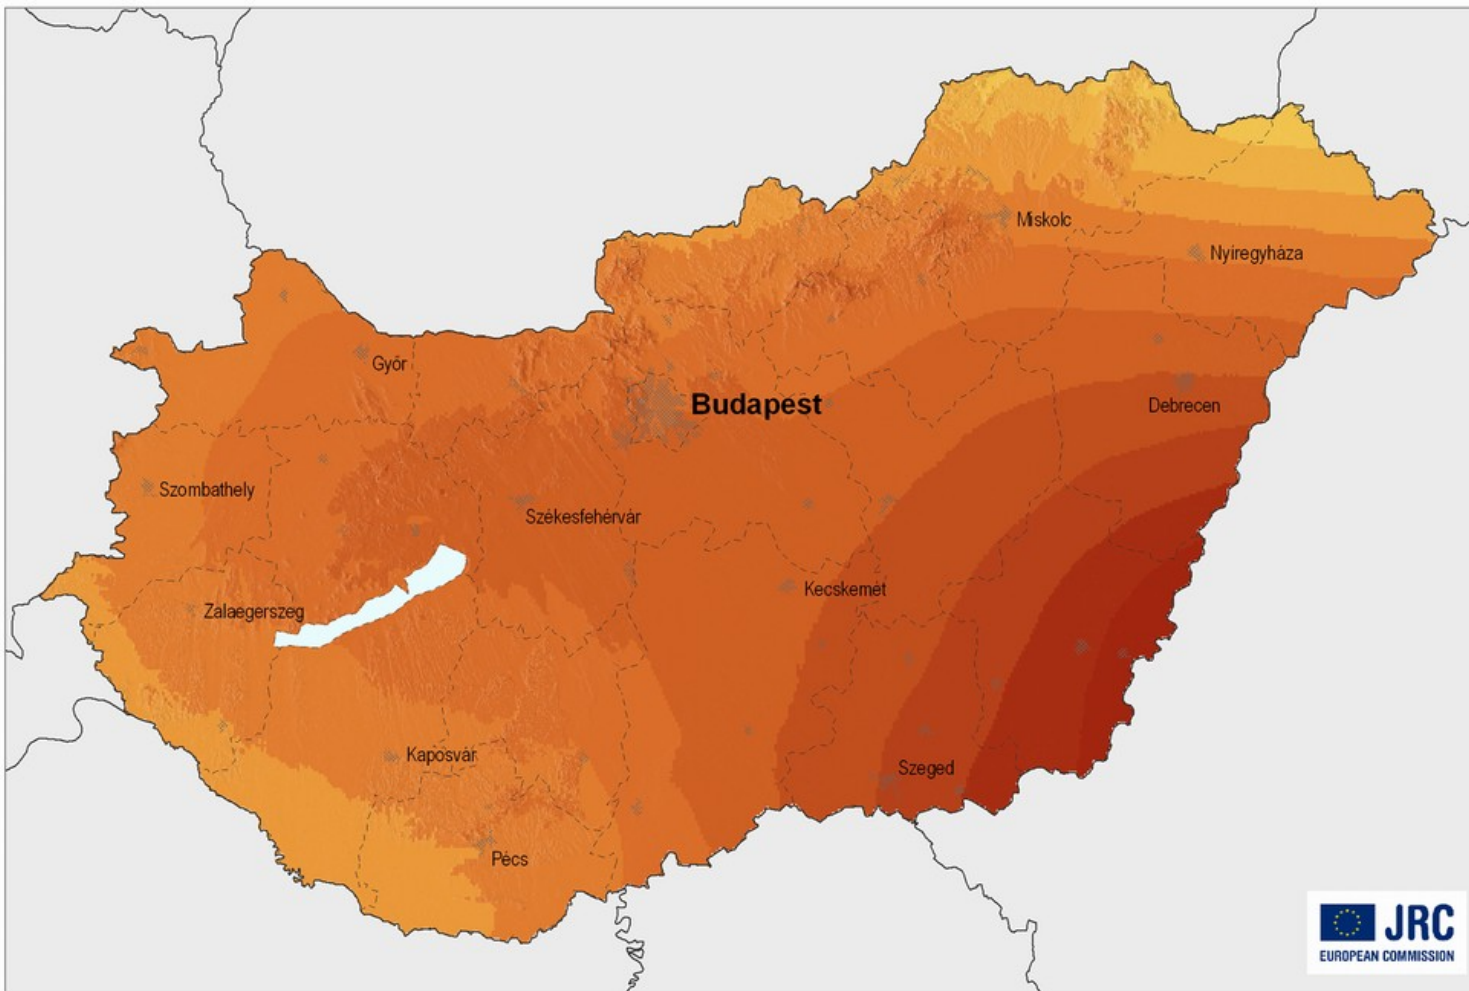 Miskolc
Nyíregyháza
Győr
Budapest
Debrecen
Szombathely
Székesfehérvár
Kecskemét
Zalaegerszeg
Kaposvár
Szeged
Pécs
JRC
EUROPEAN COMMISSION